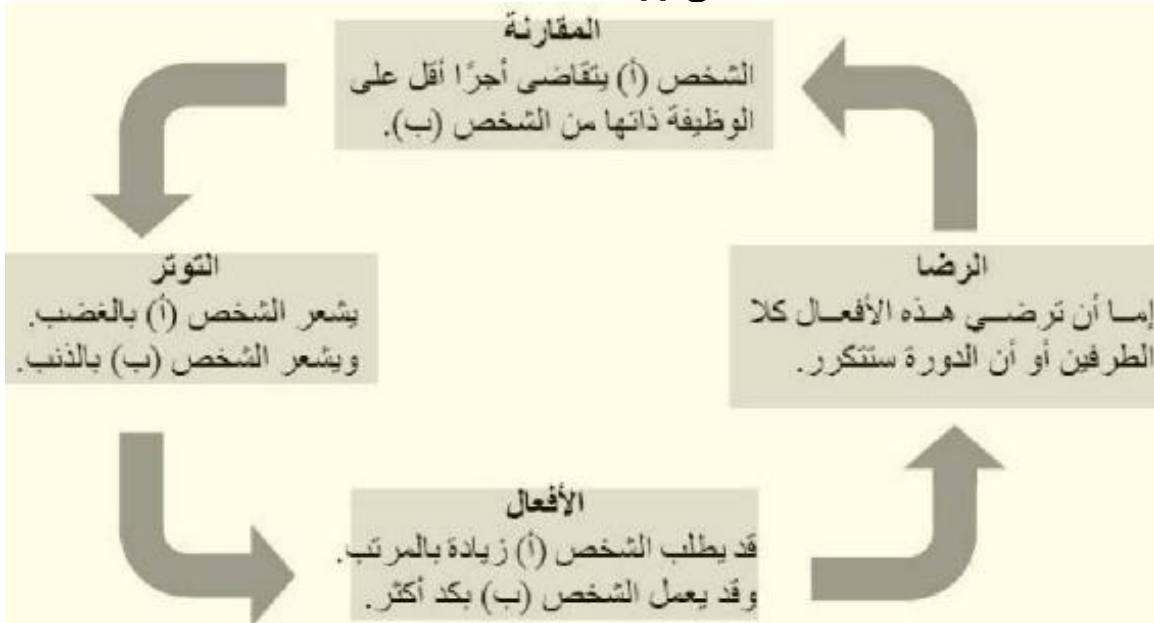 المقارنة
الشخص (أ) يتقاضى أجرًا أقل على
الوظيفة ذاتها من الشخص (ب).
التوتر
يشعر الشخص (أ) بالغضب.
ويشعر الشخص (ب) بالذنب.
الأفعال
قد يطلب الشخص (أ) زيادة بالمرتب.
وقد يعمل الشخص (ب) بكد أكثر.
الرضا
إما أن ترضي هذه الأفعال كلا
الطرفين أو أن الدورة ستتكرر.